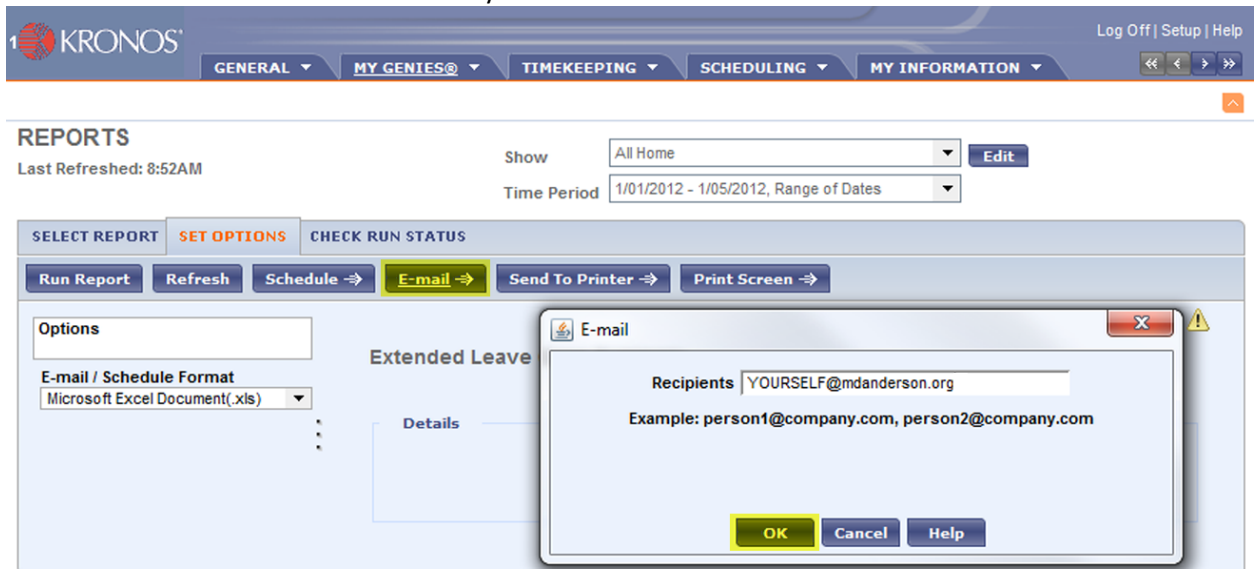 1 KRONOS
Log Off | Setup | Help
GENERAL MY GENIES® TIMEKEEPING SCHEDULING MY INFORMATION
REPORTS
Last Refreshed: 8:52AM
Show All Home Edit
Time Period 1/01/2012 - 1/05/2012, Range of Dates
SELECT REPORT SET OPTIONS CHECK RUN STATUS
Run Report Refresh Schedule E-mail Send To Printer Print Screen
Options
E-mail
Extended Leave
E-mail / Schedule Format
Microsoft Excel Document(.xls)
Recipients YOURSELF@mdanderson.org
Example: person1@company.com, person2@company.com
Details
OK Cancel Help